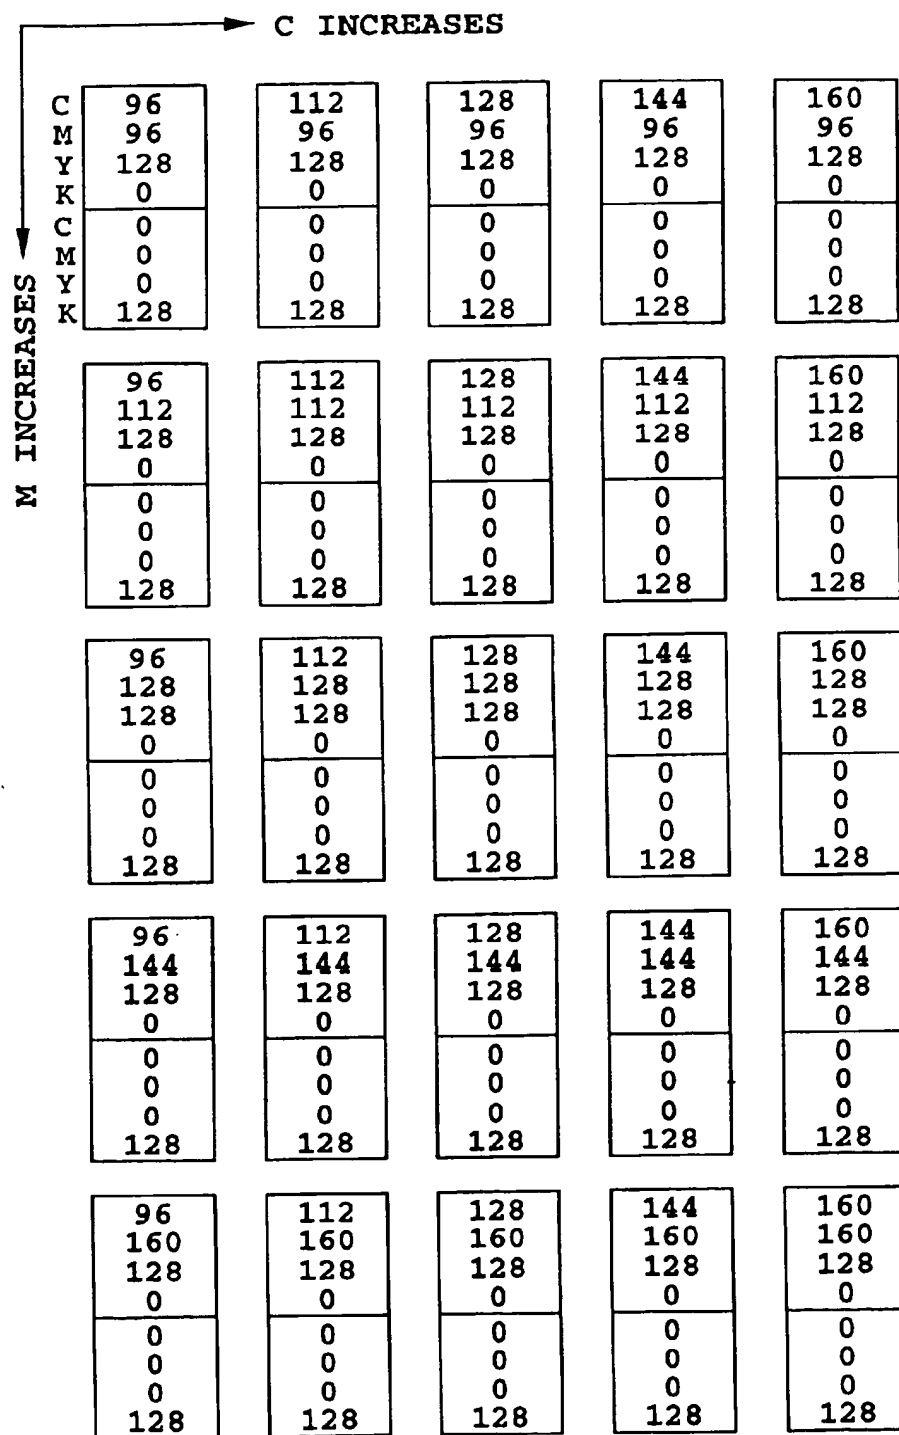 C INCREASES
M INCREASES
C 96 112 128 144 160
M 96 96 96 96 96
Y 128 128 128 128 128
K 0 0 0 0 0
C 0 0 0 0 0
M 0 0 0 0 0
Y 0 0 0 0 0
K 128 128 128 128 128
96 112 128 144 160
112 112 112 112 112
128 128 128 128 128
0 0 0 0 0
0 0 0 0 0
0 0 0 0 0
0 0 0 0 0
128 128 128 128 128
96 112 128 144 160
128 128 128 128 128
128 128 128 128 128
0 0 0 0 0
0 0 0 0 0
0 0 0 0 0
0 0 0 0 0
128 128 128 128 128
96 112 128 144 160
144 144 144 144 144
128 128 128 128 128
0 0 0 0 0
0 0 0 0 0
0 0 0 0 0
0 0 0 0 0
128 128 128 128 128
96 112 128 144 160
160 160 160 160 160
128 128 128 128 128
0 0 0 0 0
0 0 0 0 0
0 0 0 0 0
0 0 0 0 0
128 128 128 128 128